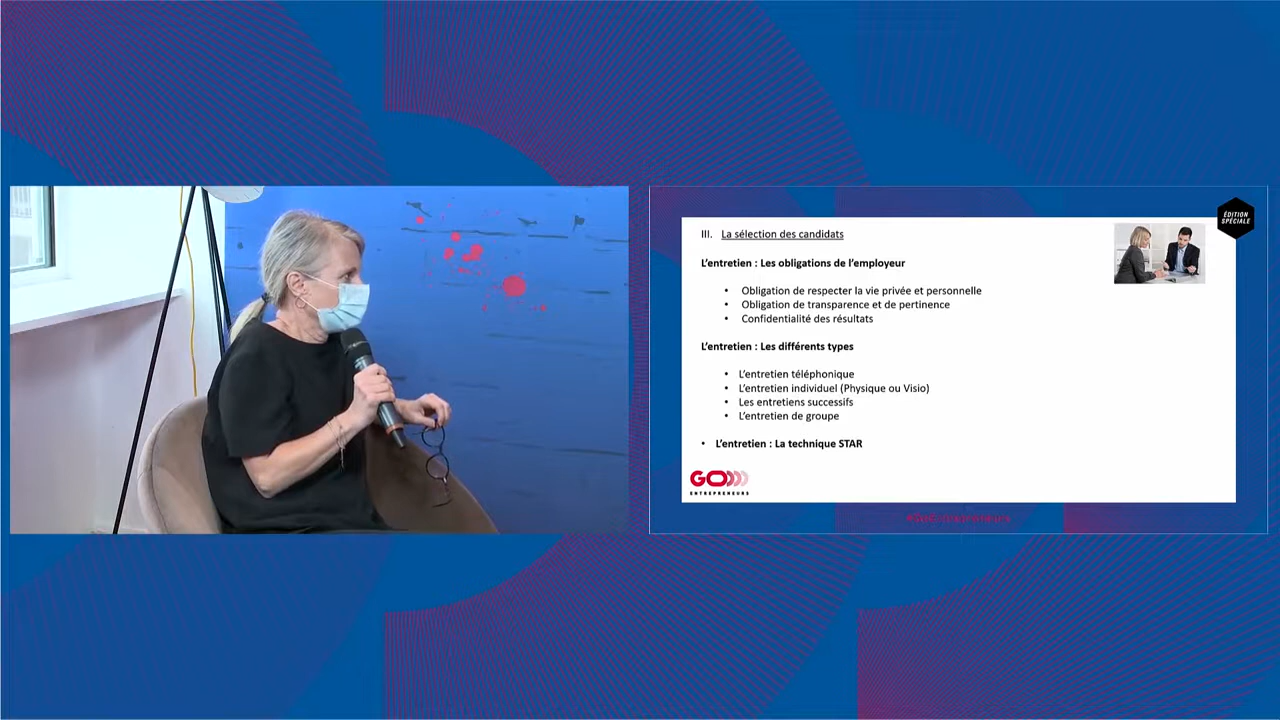 ÉDITION
SPÉCIALE
III. La sélection des candidats
L'entretien : Les obligations de l'employeur
• Obligation de respecter la vie privée et personnelle
• Obligation de transparence et de pertinence
• Confidentialité des résultats
L'entretien : Les différents types
• L'entretien téléphonique
• L'entretien individuel (Physique ou Visio)
• Les entretiens successifs
• L'entretien de groupe
• L'entretien : La technique STAR
GO
ENTREPRENEURS